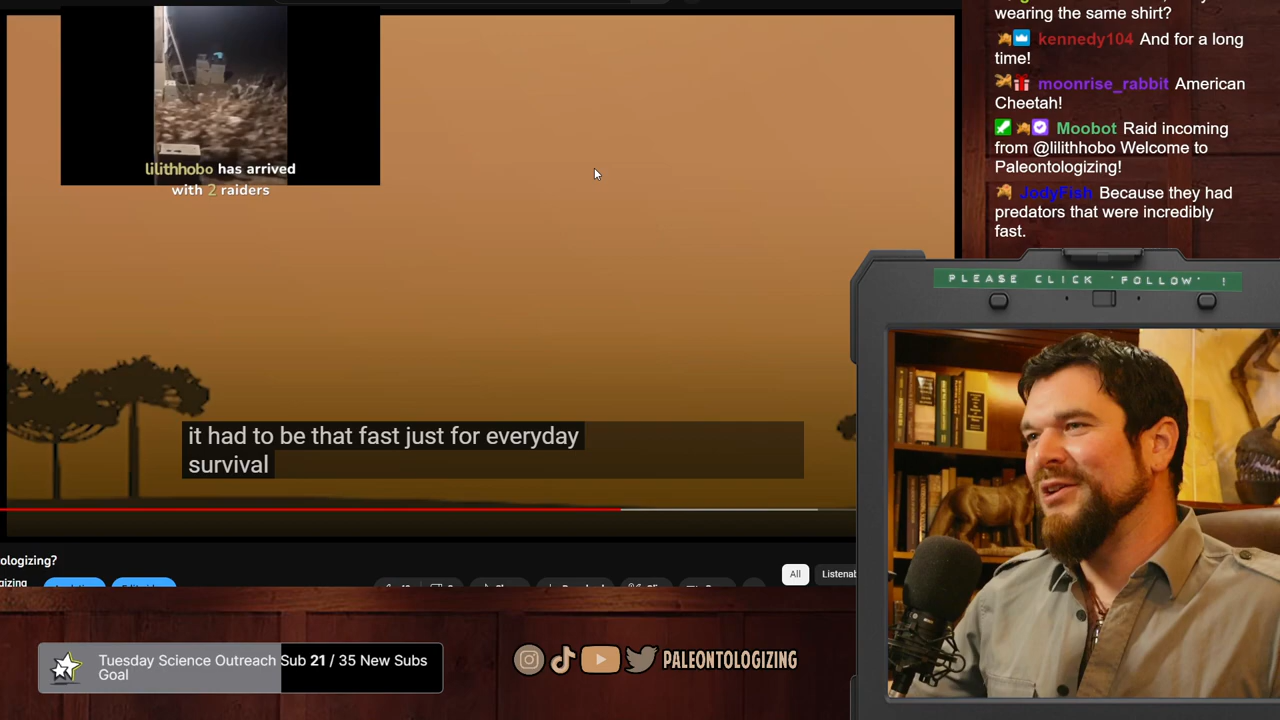 lilithhobo has arrived
with 2 raiders
it had to be that fast just for everyday
survival
ologizing?
gizing
All
Listenab
Tuesday Science Outreach Sub 21 / 35 New Subs
Goal
PALEONTOLOGIZING
wearing the same shirt?
kennedy104 And for a long
time!
moonrise_rabbit American
Cheetah!
Moobot Raid incoming
from @lilithhobo Welcome to
Paleontologizing!
JodyFish Because they had
predators that were incredibly
fast.
PLEASE CLICK 'FOLLOW' !